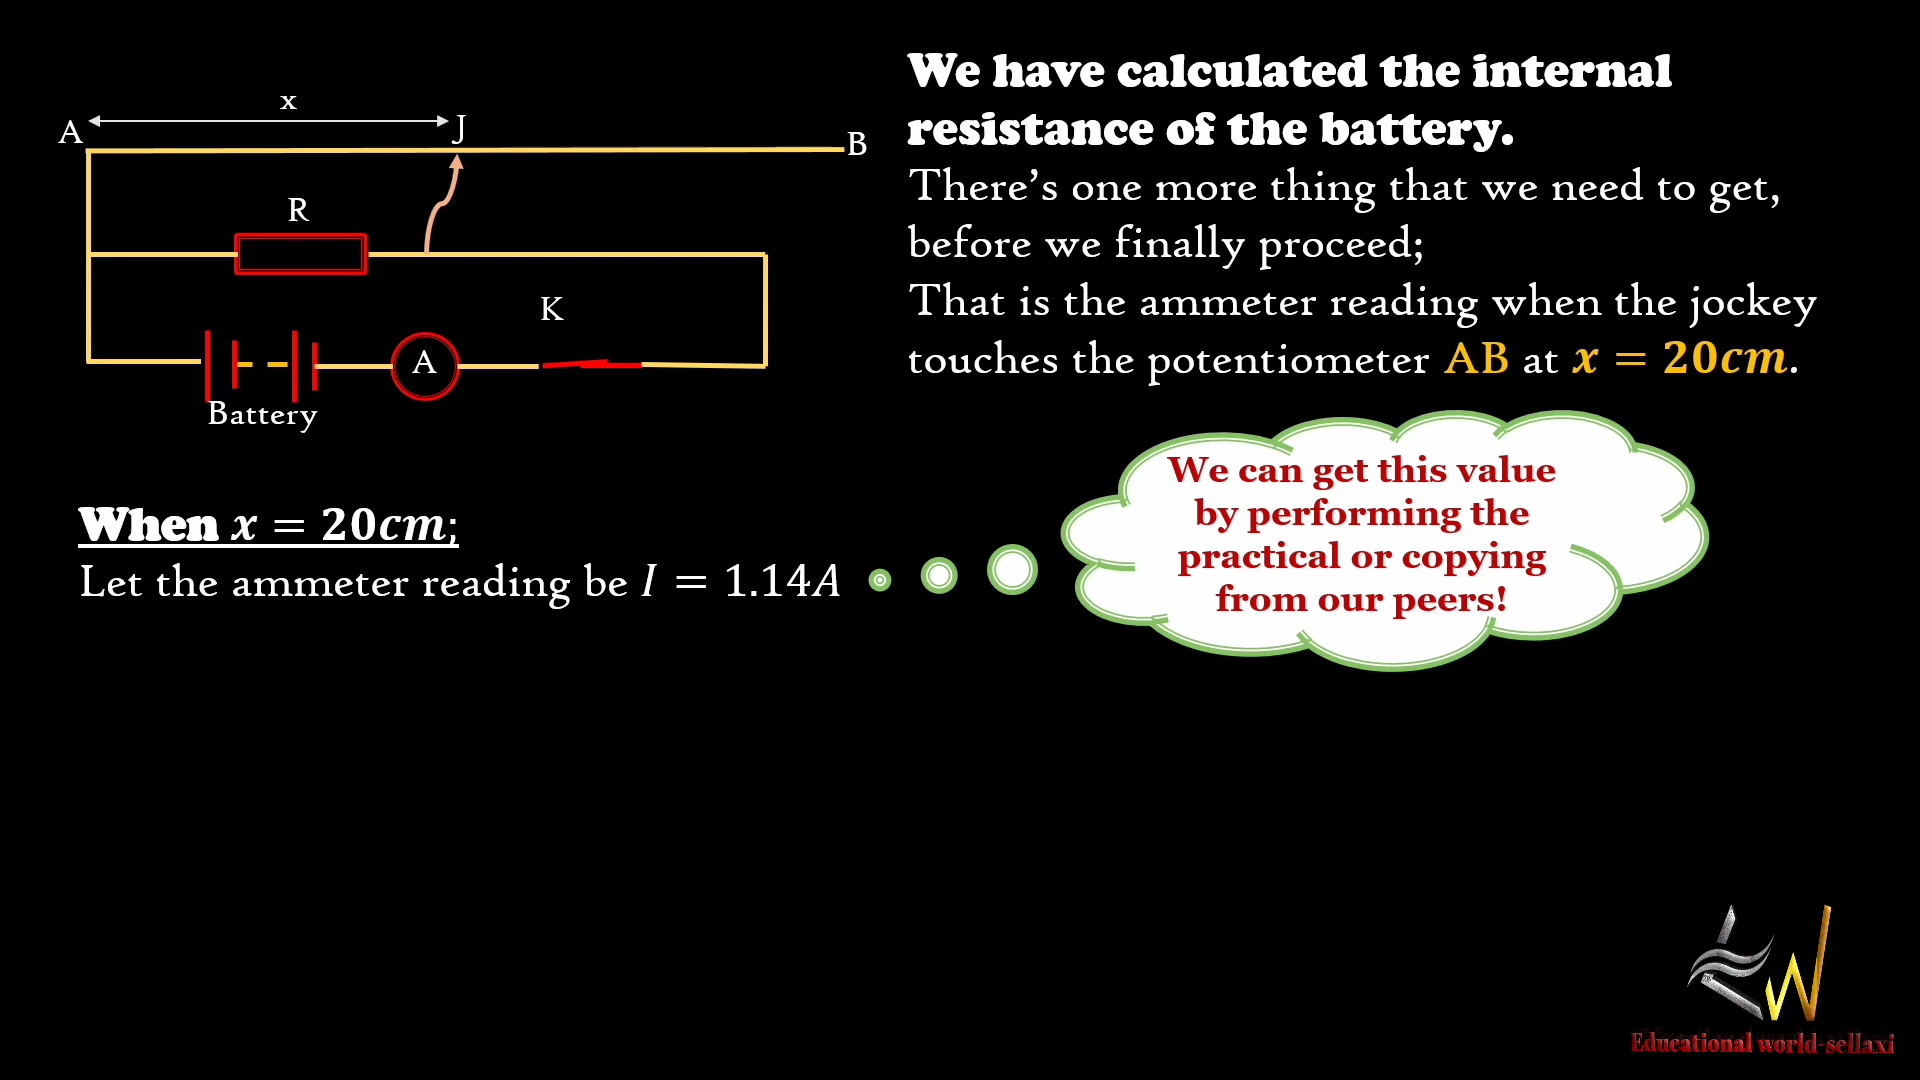 x
A
J
B
R
K
A
Battery
We have calculated the internal
resistance of the battery.
There’s one more thing that we need to get,
before we finally proceed;
That is the ammeter reading when the jockey
touches the potentiometer AB at x = 20cm.
We can get this value
by performing the
practical or copying
from our peers!
When x = 20cm;
Let the ammeter reading be I = 1.14A
Educational world-sellaxi